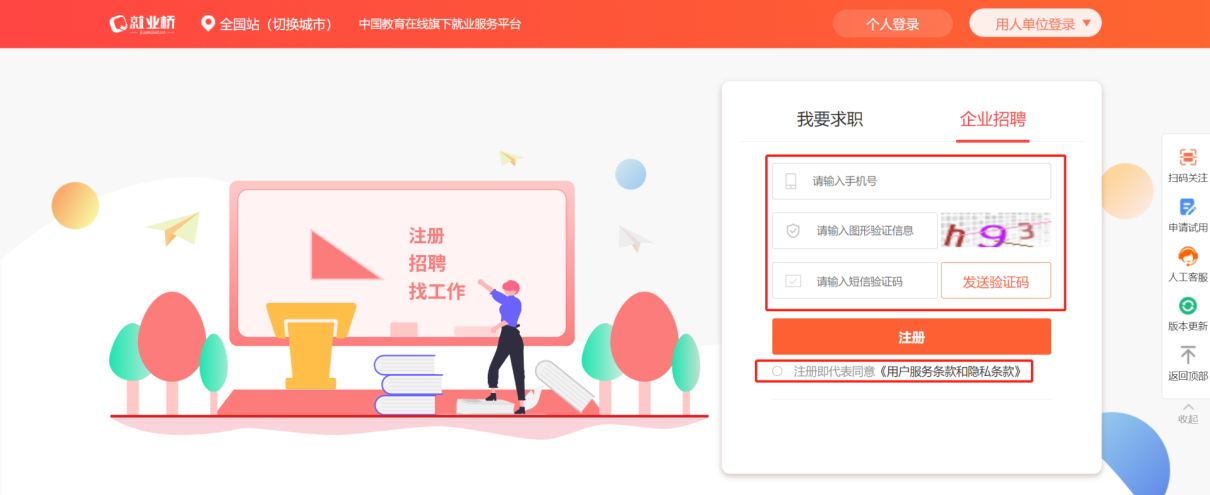 就业桥
全国站（切换城市）
中国教育在线旗下就业服务平台
个人登录
用人单位登录
我要求职
企业招聘
请输入手机号
请输入图形验证信息
h93
请输入短信验证码
发送验证码
注册
注册即代表同意《用户服务条款和隐私条款》
注册
招聘
找工作
扫码关注
申请试用
人工客服
版本更新
返回顶部
收起